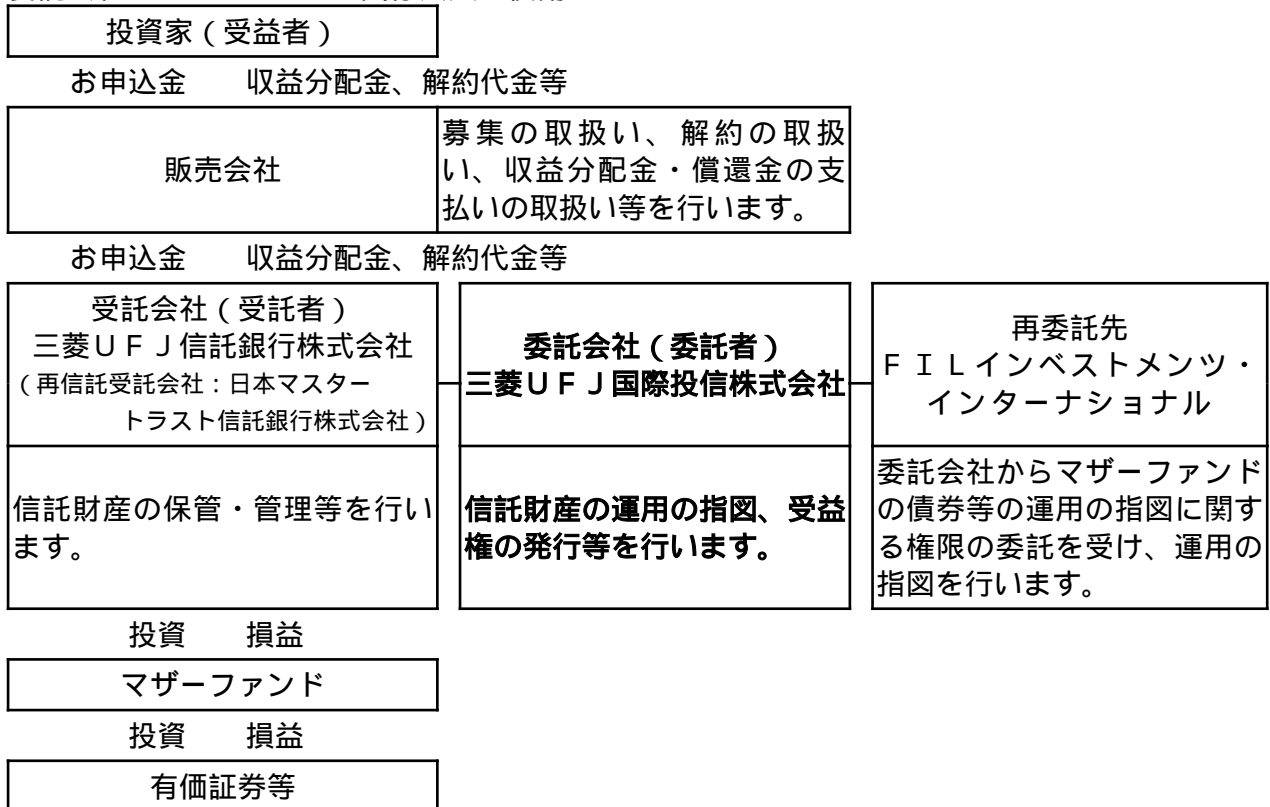 投資家（受益者）
お申込金　収益分配金、解約代金等
販売会社
募集の取扱い、解約の取扱
い、収益分配金・償還金の支
払いの取扱い等を行います。
お申込金　収益分配金、解約代金等
受託会社（受託者）
三菱ＵＦＪ信託銀行株式会社
（再信託受託会社：日本マスター
トラスト信託銀行株式会社）
委託会社（委託者）
三菱ＵＦＪ国際投信株式会社
再委託先
ＦＩＬインベストメンツ・
インターナショナル
信託財産の保管・管理等を行い
ます。
信託財産の運用の指図、受益
権の発行等を行います。
委託会社からマザーファンド
の債券等の運用の指図に関す
る権限の委託を受け、運用の
指図を行います。
投資　損益
マザーファンド
投資　損益
有価証券等